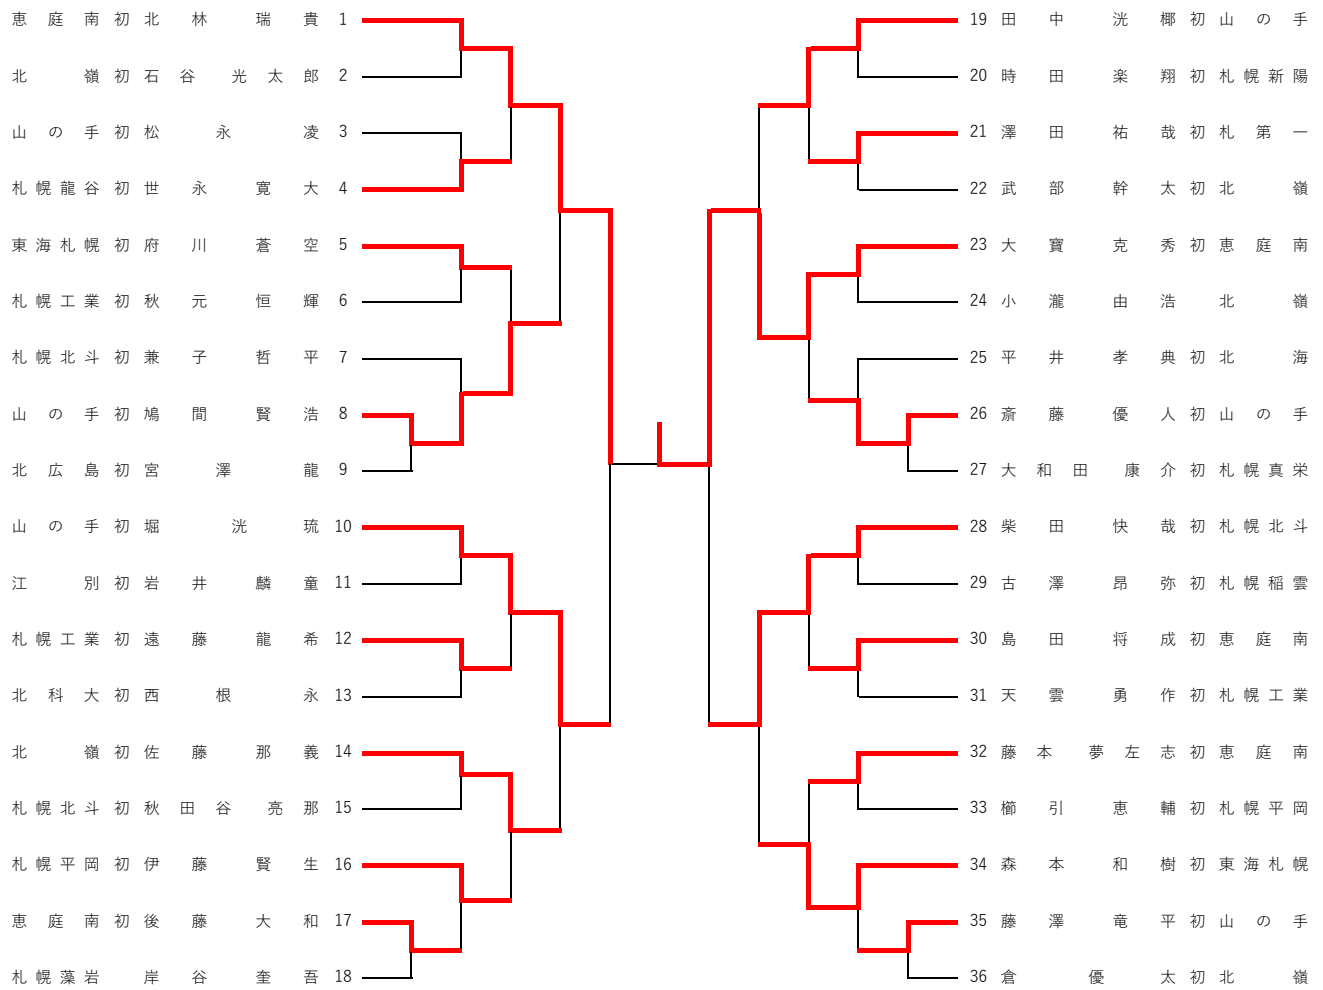 恵庭南 初 北林 瑞貴 1
北嶺 初 石谷 光太郎 2
山の手 初 松永 凌 3
札幌龍谷 初 世永 寛大 4
東海札幌 初 府川 蒼空 5
札幌工業 初 秋元 恒輝 6
札幌北斗 初 兼子 哲平 7
山の手 初 鳩間 賢浩 8
北広島 初 宮澤 龍 9
山の手 初 堀 洸琉 10
江別 初 岩井 麟童 11
札幌工業 初 遠藤 龍希 12
北科大 初 西根 永 13
北嶺 初 佐藤 那義 14
札幌北斗 初 秋田谷 亮那 15
札幌平岡 初 伊藤 賢生 16
恵庭南 初 後藤 大和 17
札幌藻岩 岸谷 奎吾 18
19 田中 洸椰 初 山の手
20 時田 楽翔 初 札幌新陽
21 澤田 祐哉 初 札第一
22 武部 幹太 初 北嶺
23 大寶 克秀 初 恵庭南
24 小瀧 由浩 北嶺
25 平井 孝典 初 北海
26 斎藤 優人 初 山の手
27 大和田 康介 初 札幌真栄
28 柴田 快哉 初 札幌北斗
29 古澤 昂弥 初 札幌稲雲
30 島田 将成 初 恵庭南
31 天雲 勇作 初 札幌工業
32 藤本 夢左志 初 恵庭南
33 櫛引 恵輔 初 札幌平岡
34 森本 和樹 初 東海札幌
35 藤澤 竜平 初 山の手
36 倉 優太 初 北嶺